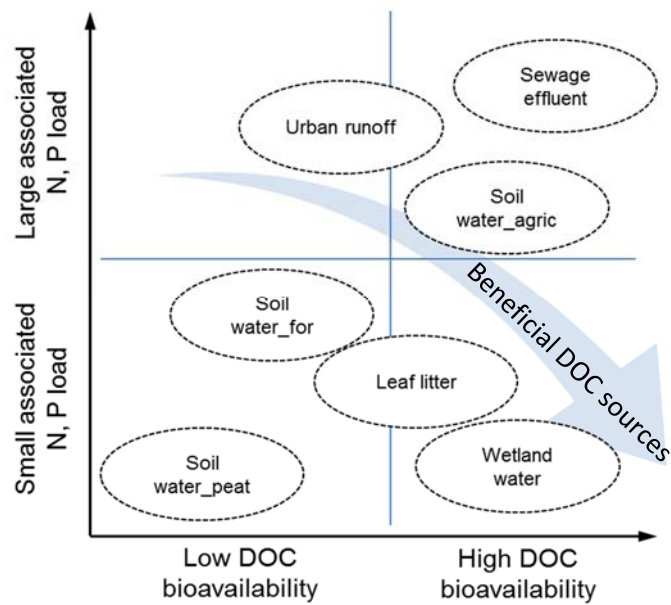 Large associated
N, P load
Small associated
N, P load
Sewage
effluent
Urban runoff
Soil
water_agric
Beneficial DOC sources
Soil
water_for
Leaf litter
Soil
water_peat
Wetland
water
Low DOC
bioavailability
High DOC
bioavailability